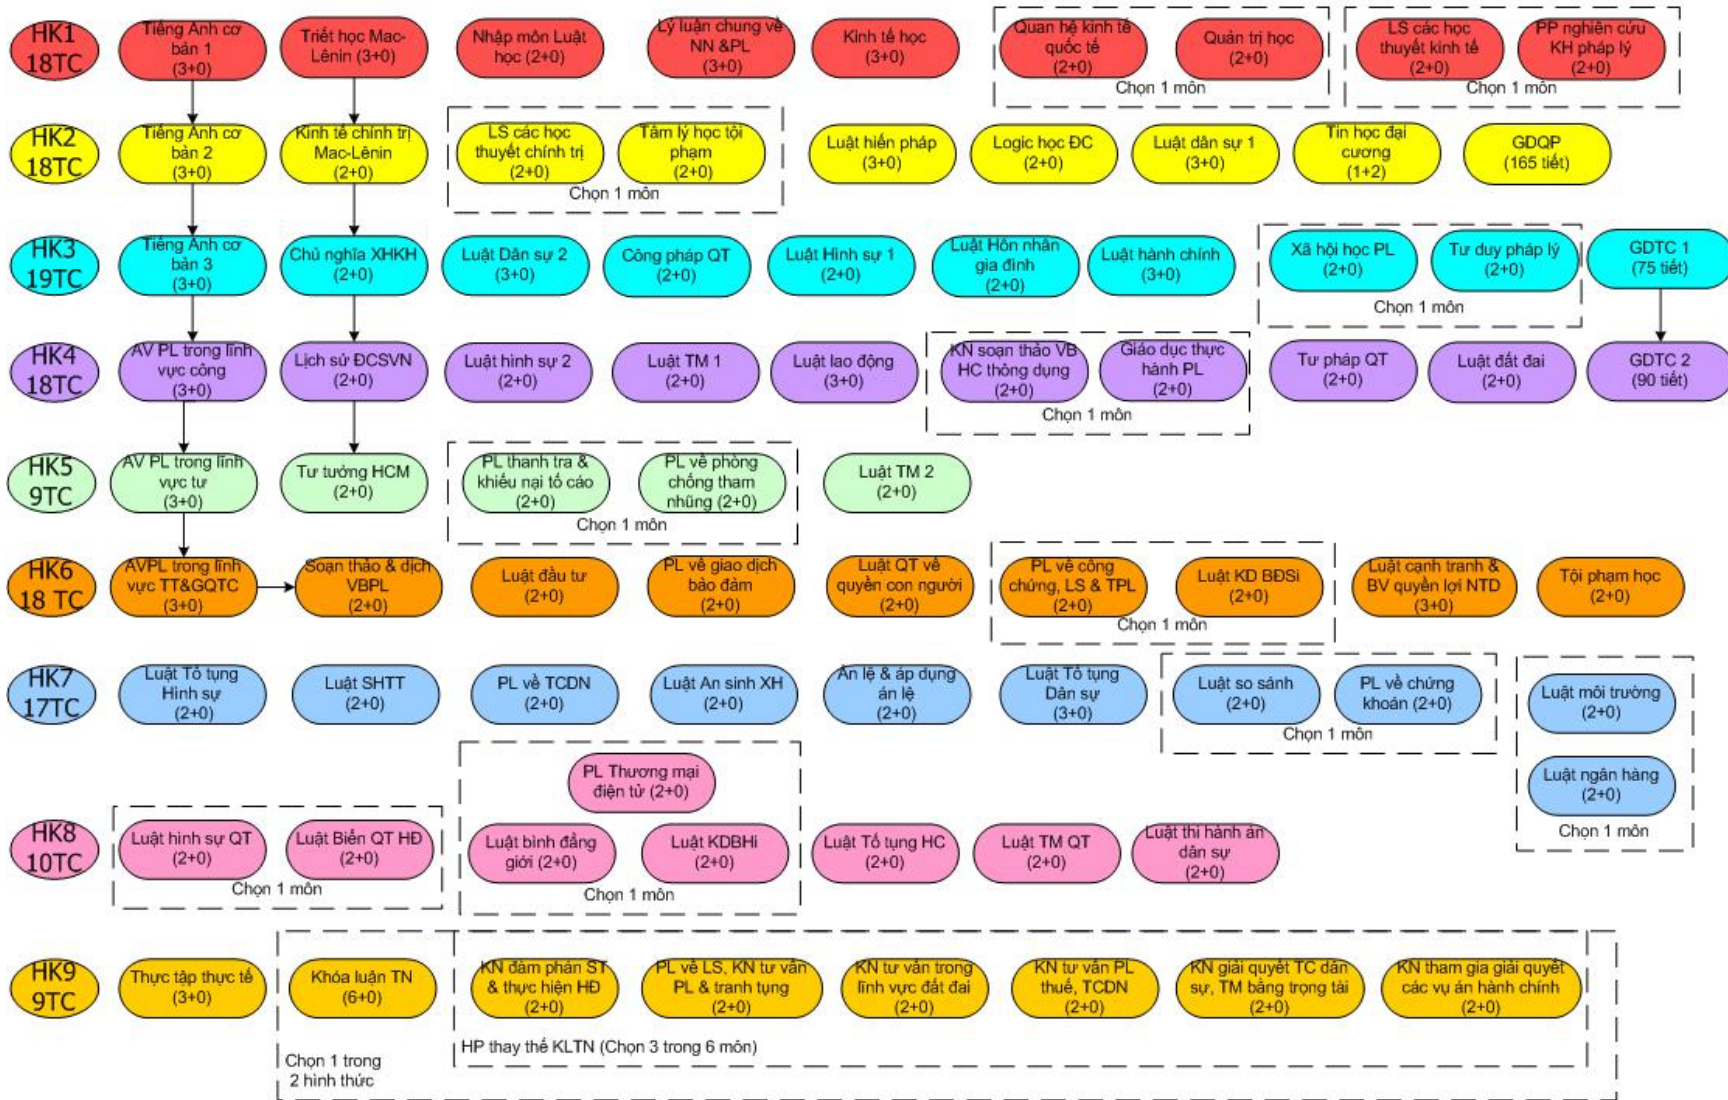 HK1
18TC
Tiếng Anh cơ
bản 1
(3+0)
Triết học Mac-
Lênin (3+0)
Nhập môn Luật
học (2+0)
Lý luận chung về
NN &PL
(3+0)
Kinh tế học
(3+0)
Quan hệ kinh tế
quốc tế
(2+0)
Quản trị học
(2+0)
Chọn 1 môn
LS các học
thuyết kinh tế
(2+0)
PP nghiên cứu
KH pháp lý
(2+0)
Chọn 1 môn
HK2
18TC
Tiếng Anh cơ
bản 2
(3+0)
Kinh tế chính trị
Mac-Lênin
(2+0)
LS các học
thuyết chính trị
(2+0)
Tâm lý học tội
phạm
(2+0)
Chọn 1 môn
Luật hiến pháp
(3+0)
Logic học ĐC
(2+0)
Luật dân sự 1
(3+0)
Tin học đại
cương
(1+2)
GDQP
(165 tiết)
HK3
19TC
Tiếng Anh cơ
bản 3
(3+0)
Chủ nghĩa XHKH
(2+0)
Luật Dân sự 2
(3+0)
Công pháp QT
(2+0)
Luật Hình sự 1
(2+0)
Luật Hôn nhân
gia đình
(2+0)
Luật hành chính
(3+0)
Xã hội học PL
(2+0)
Tư duy pháp lý
(2+0)
Chọn 1 môn
GDTC 1
(75 tiết)
HK4
18TC
AV PL trong lĩnh
vực công
(3+0)
Lịch sử ĐCSVN
(2+0)
Luật hình sự 2
(2+0)
Luật TM 1
(2+0)
Luật lao động
(3+0)
KN soạn thảo VB
HC thông dụng
(2+0)
Giáo dục thực
hành PL
(2+0)
Chọn 1 môn
Tư pháp QT
(2+0)
Luật đất đai
(2+0)
GDTC 2
(90 tiết)
HK5
9TC
AV PL trong lĩnh
vực tư
(3+0)
Tư tưởng HCM
(2+0)
PL thanh tra &
khiếu nại tố cáo
(2+0)
PL về phòng
chống tham
nhũng (2+0)
Chọn 1 môn
Luật TM 2
(2+0)
HK6
18 TC
AVPL trong lĩnh
vực TT&GQTC
(3+0)
Soạn thảo & dịch
VBPL
(2+0)
Luật đầu tư
(2+0)
PL về giao dịch
bảo đảm
(2+0)
Luật QT về
quyền con người
(2+0)
PL về công
chứng, LS & TPL
(2+0)
Luật KD BĐSi
(2+0)
Chọn 1 môn
Luật cạnh tranh &
BV quyền lợi NTD
(3+0)
Tội phạm học
(2+0)
HK7
17TC
Luật Tố tụng
Hình sự
(2+0)
Luật SHTT
(2+0)
PL về TCDN
(2+0)
Luật An sinh XH
(2+0)
Án lệ & áp dụng
án lệ
(2+0)
Luật Tố tụng
Dân sự
(3+0)
Luật so sánh
(2+0)
PL về chứng
khoán (2+0)
Chọn 1 môn
Luật môi trường
(2+0)
Luật ngân hàng
(2+0)
Chọn 1 môn
HK8
10TC
Luật hình sự QT
(2+0)
Luật Biển QT HĐ
(2+0)
Chọn 1 môn
PL Thương mại
điện tử (2+0)
Luật bình đẳng
giới (2+0)
Luật KDBHi
(2+0)
Chọn 1 môn
Luật Tố tụng HC
(2+0)
Luật TM QT
(2+0)
Luật thi hành án
dân sự
(2+0)
HK9
9TC
Thực tập thực tế
(3+0)
Khóa luận TN
(6+0)
KN đàm phán ST
& thực hiện HĐ
(2+0)
PL về LS, KN tư vấn
PL & tranh tụng
(2+0)
KN tư vấn trong
lĩnh vực đất đai
(2+0)
KN tư vấn PL
thuế, TCDN
(2+0)
KN giải quyết TC dân
sự, TM bằng trọng tài
(2+0)
KN tham gia giải quyết
các vụ án hành chính
(2+0)
HP thay thế KLTN (Chọn 3 trong 6 môn)
Chọn 1 trong
2 hình thức